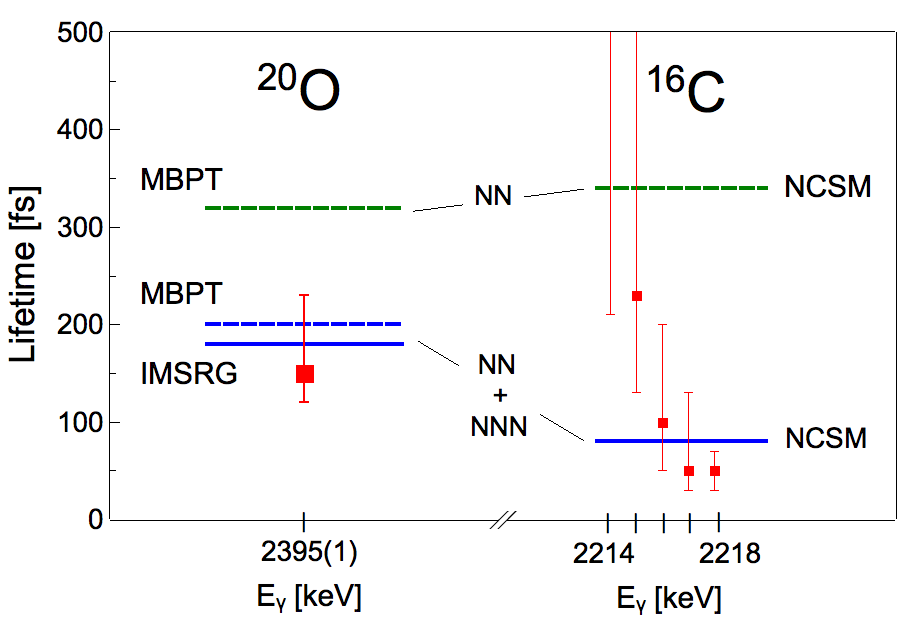 500
400
300
200
100
0
Lifetime [fs]
²⁰O
¹⁶C
MBPT
NN
NCSM
MBPT
IMSRG
NN
+
NNN
NCSM
2395(1)
2214
2218
Eᵧ [keV]
Eᵧ [keV]